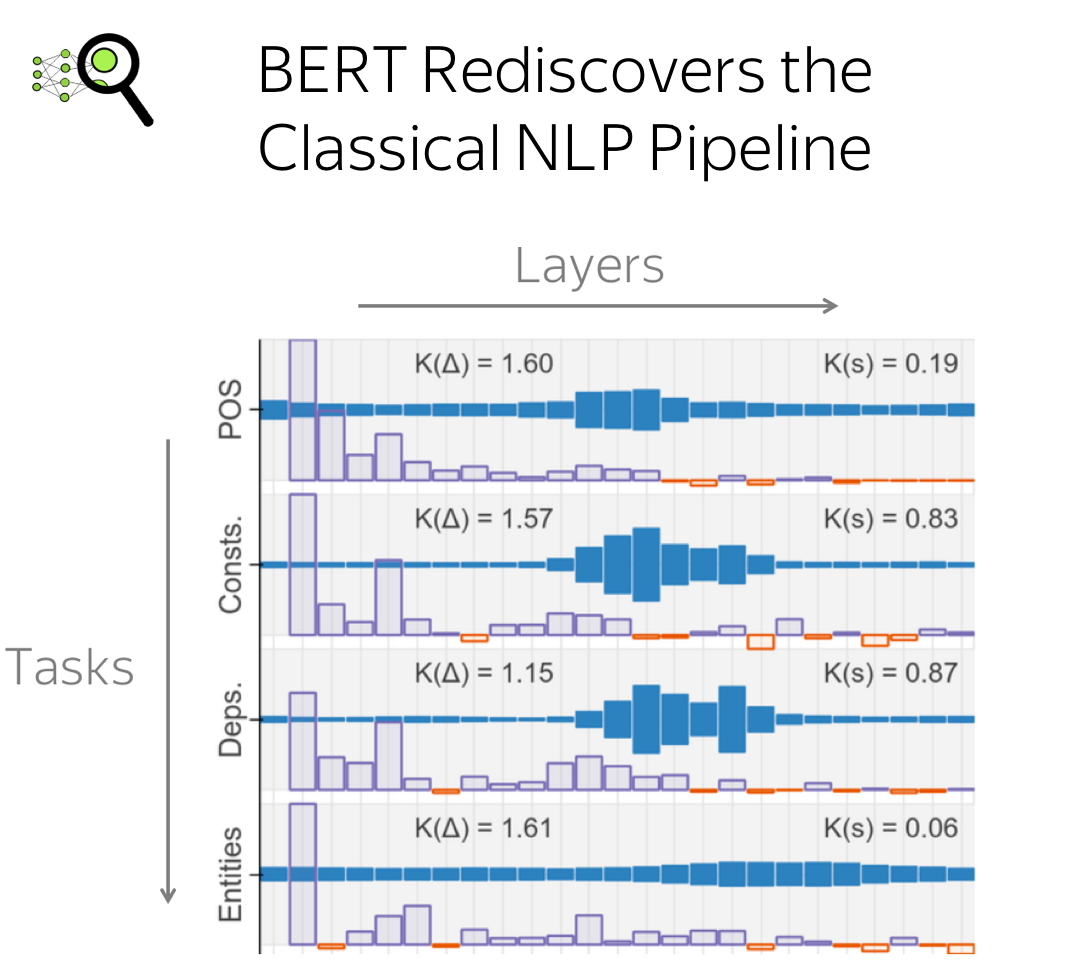 BERT Rediscovers the
Classical NLP Pipeline
Layers
Tasks
POS
K(Δ) = 1.60
K(s) = 0.19
Consts.
K(Δ) = 1.57
K(s) = 0.83
Deps.
K(Δ) = 1.15
K(s) = 0.87
Entities
K(Δ) = 1.61
K(s) = 0.06